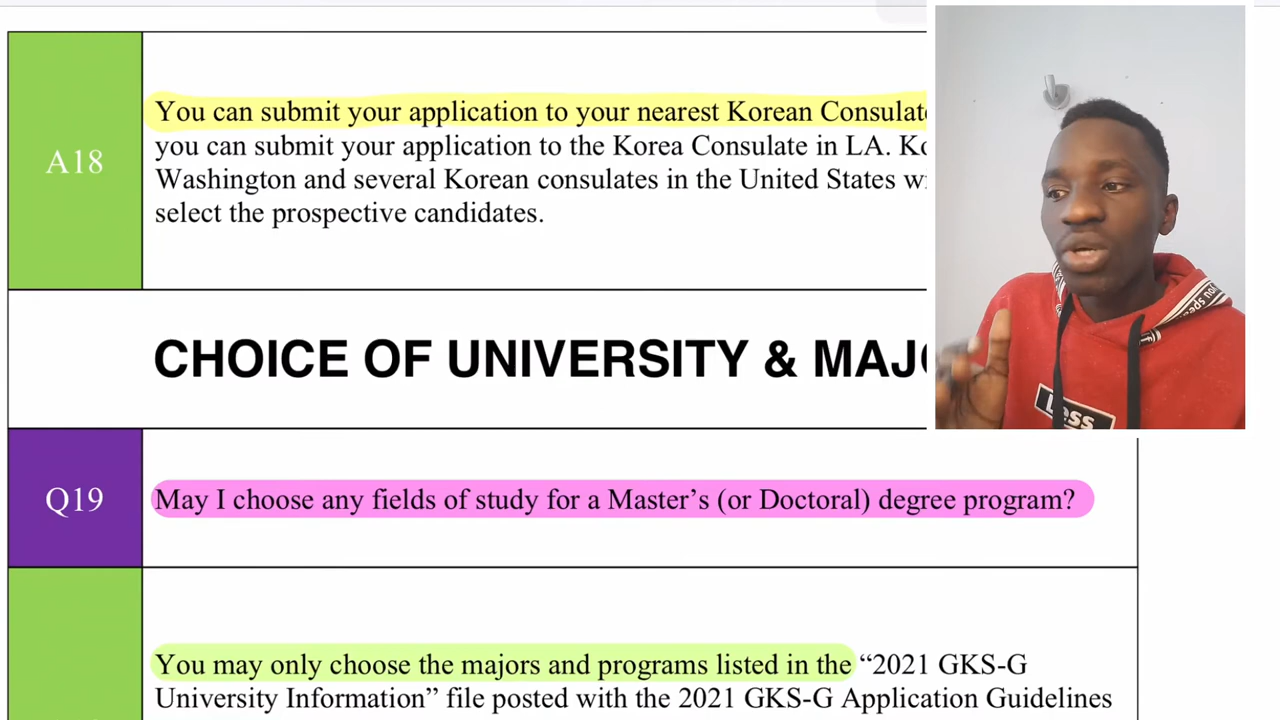 A18
You can submit your application to your nearest Korean Consulate
you can submit your application to the Korea Consulate in LA.
Washington and several Korean consulates in the United States
select the prospective candidates.
CHOICE OF UNIVERSITY &
Q19
May I choose any fields of study for a Master's (or Doctoral) degree program?
You may only choose the majors and programs listed in the “2021 GKS-G
University Information” file posted with the 2021 GKS-G Application Guidelines